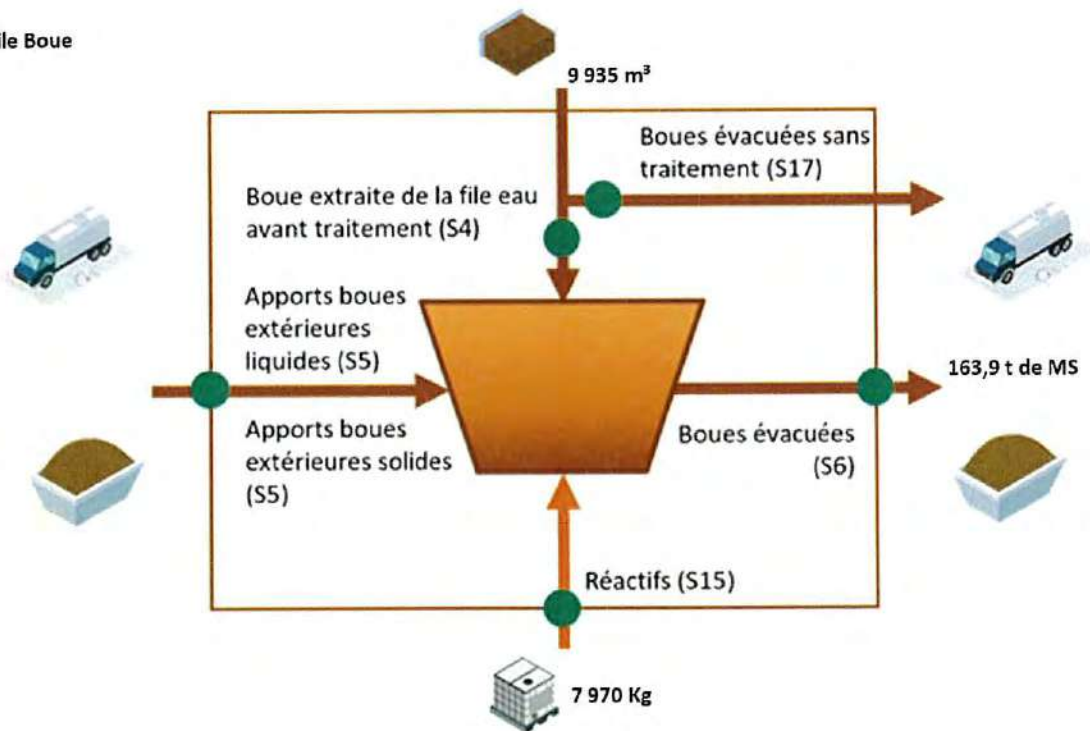 ile Boue
9 935 m³
Boues évacuées sans
traitement (S17)
Boue extraite de la file eau
avant traitement (S4)
Apports boues
extérieures
liquides (S5)
163,9 t de MS
Apports boues
extérieures solides
(S5)
Boues évacuées
(S6)
Réactifs (S15)
7 970 Kg